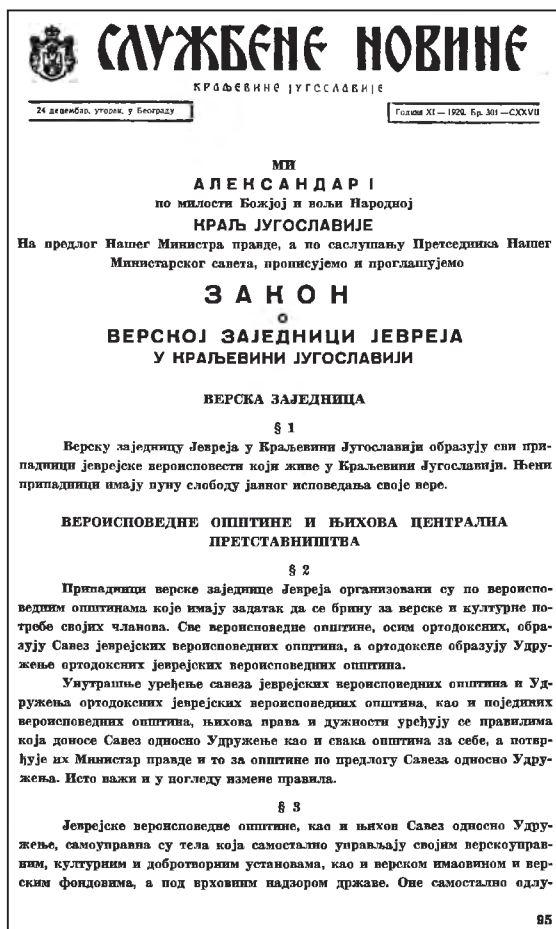 СЛУЖБЕНЕ НОВИНЕ
КРАЉЕВИНЕ ЈУГОСЛАВИЈЕ
24 децембар, уторак, у Београду
Година XI — 1929. Бр. 301 — CXXVII
МИ
АЛЕКСАНДАР I
по милости Божјој и вољи Народној
КРАЉ ЈУГОСЛАВИЈЕ
На предлог Нашег Министра правде, а по саслушању Претседника Нашег
Министарског савета, прописујемо и проглашујемо
ЗАКОН
О
ВЕРСКОЈ ЗАЈЕДНИЦИ ЈЕВРЕЈА
У КРАЉЕВИНИ ЈУГОСЛАВИЈИ
ВЕРСКА ЗАЈЕДНИЦА
§ 1
Верску заједницу Јевреја у Краљевини Југославији образују сви при-
падници јеврејске вероисповести који живе у Краљевини Југославији. Њени
припадници имају пуну слободу јавног исповедања своје вере.
ВЕРОИСПОВЕДНЕ ОПШТИНЕ И ЊИХОВА ЦЕНТРАЛНА
ПРЕТСТАВНИШТВА
§ 2
Припадници верске заједнице Јевреја организовани су по вероиспо-
ведним општинама које имају задатак да се брину за верске и културне по-
требе својих чланова. Све вероисповедне општине, осим ортодоксних, обра-
зују Савез јеврејских вероисповедних општина, а ортодоксне образују Удру-
жење ортодоксних јеврејских вероисповедних општина.
Унутрашње уређење савеза јеврејских вероисповедних општина и Уд-
ружења ортодоксних јеврејских вероисповедних општина, као и појединих
вероисповедних општина, њихова права и дужности уређују се правилима
која доносе Савез односно Удружење као и свака општина за себе, а потвр-
ђује их Министар правде и то за општине по предлогу Савеза односно Удру-
жења. Исто важи и у погледу измене правила.
§ 3
Јеврејске вероисповедне општине, као и њихов Савез односно Удру-
жење, самоуправна су тела која самостално управљају својим верскоуправ-
ним, културним и добротворним установама, као и верском имаовином и вер-
ским фондовима, а под врховним надзором државе. Оне самостално одлу-
95